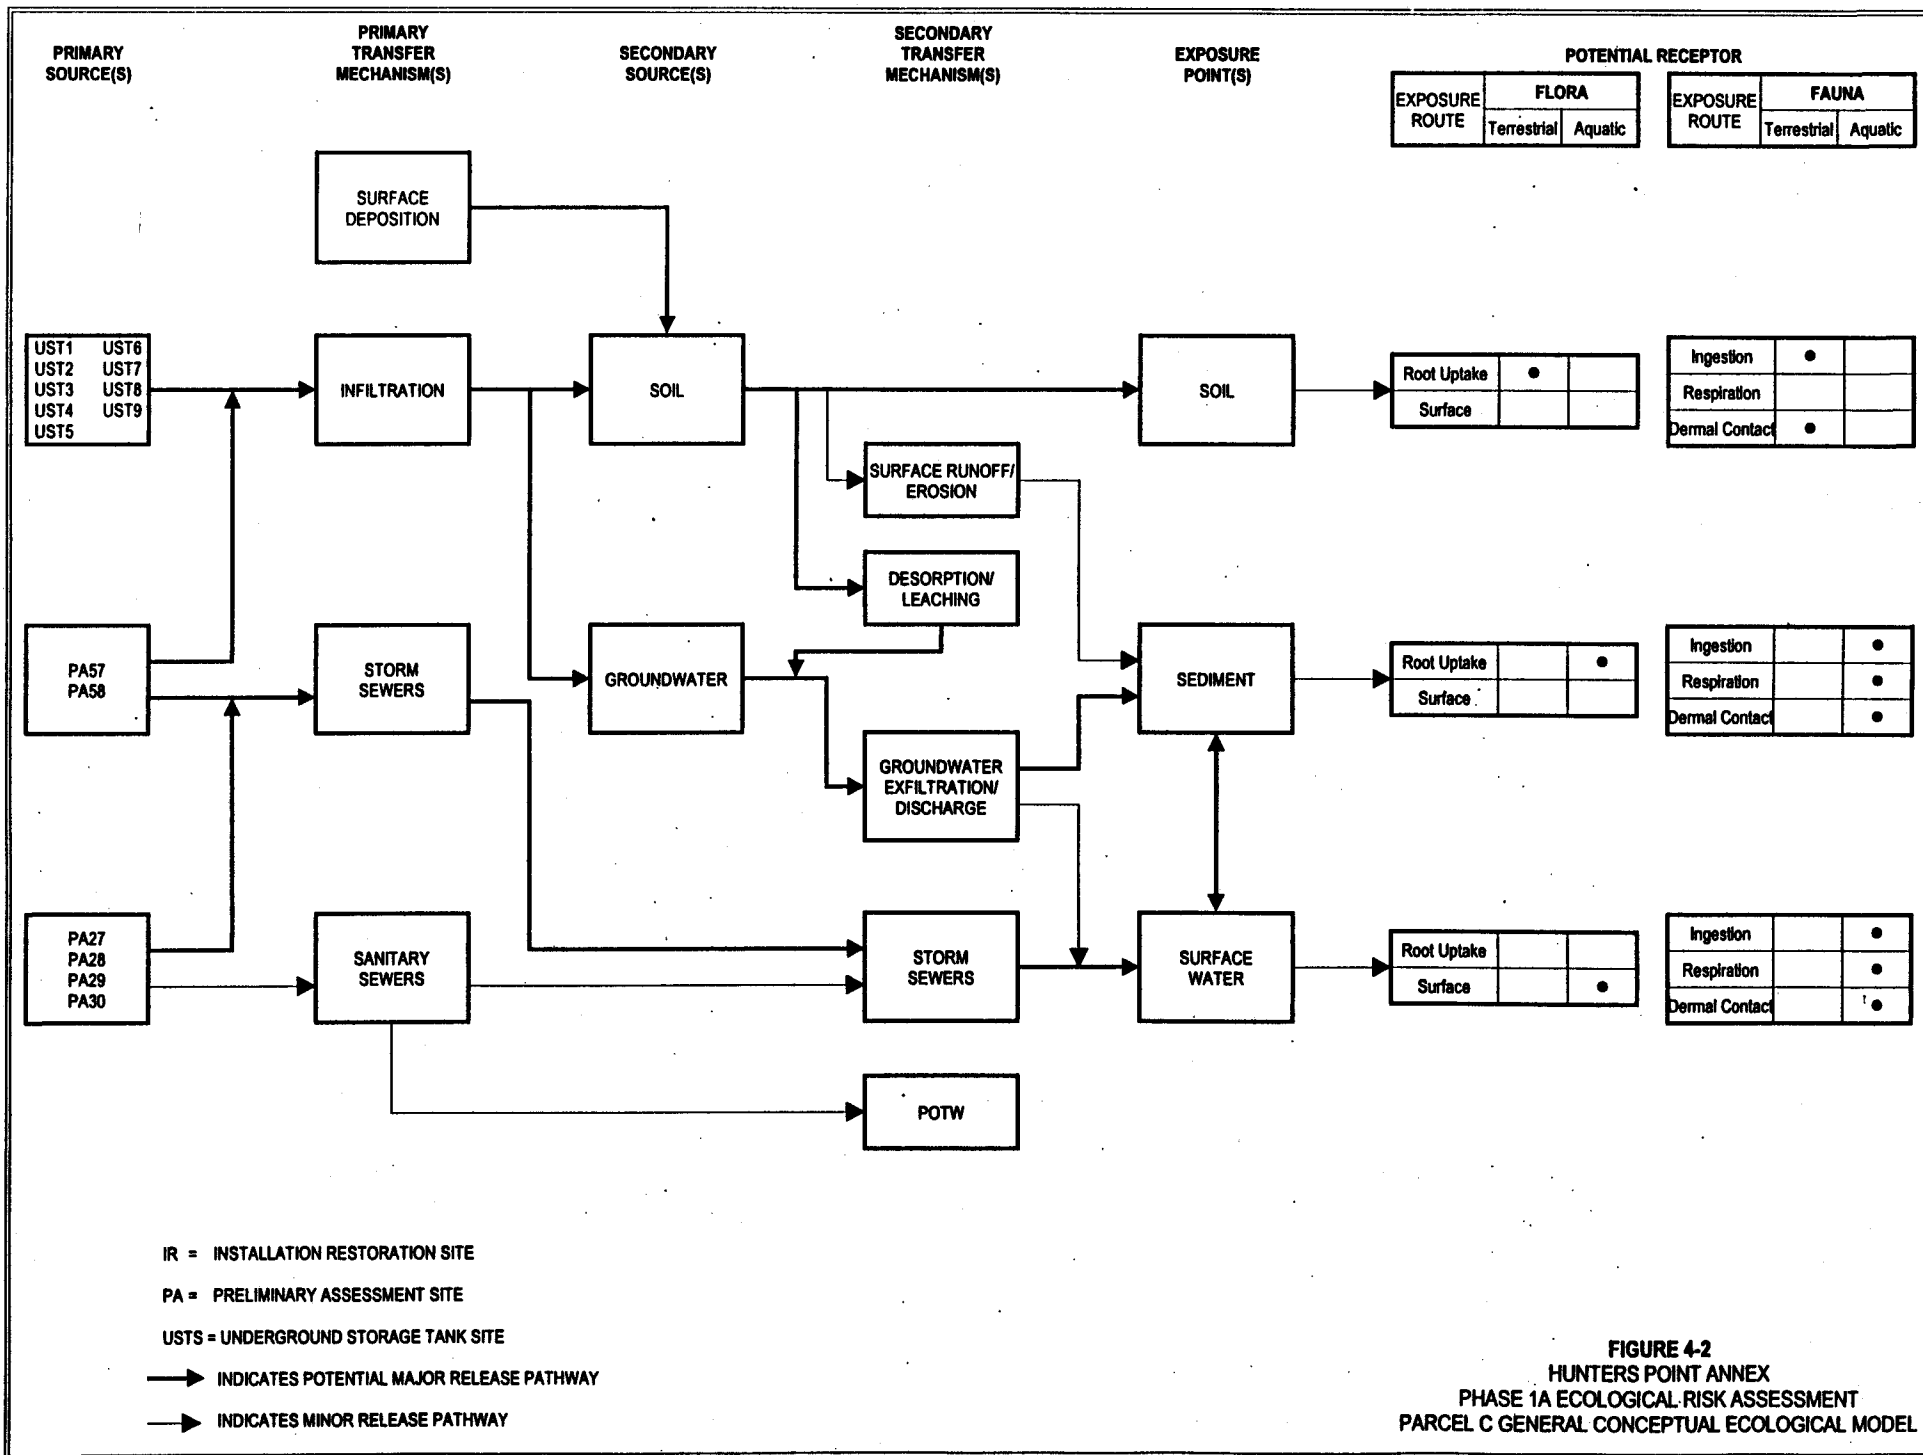 PRIMARY
SOURCE(S)
PRIMARY
TRANSFER
MECHANISM(S)
SECONDARY
SOURCE(S)
SECONDARY
TRANSFER
MECHANISM(S)
EXPOSURE
POINT(S)
POTENTIAL RECEPTOR
EXPOSURE
ROUTE
FLORA
Terrestrial
Aquatic
EXPOSURE
ROUTE
FAUNA
Terrestrial
Aquatic
SURFACE
DEPOSITION
UST1 UST6
UST2 UST7
UST3 UST8
UST4 UST9
UST5
INFILTRATION
SOIL
SOIL
Root Uptake
Surface
Ingestion
Respiration
Dermal Contact
SURFACE RUNOFF/
EROSION
DESORPTION/
LEACHING
PA57
PA58
STORM
SEWERS
GROUNDWATER
SEDIMENT
Root Uptake
Surface
Ingestion
Respiration
Dermal Contact
GROUNDWATER
EXFILTRATION/
DISCHARGE
PA27
PA28
PA29
PA30
SANITARY
SEWERS
STORM
SEWERS
SURFACE
WATER
Root Uptake
Surface
Ingestion
Respiration
Dermal Contact
POTW
IR = INSTALLATION RESTORATION SITE
PA = PRELIMINARY ASSESSMENT SITE
USTS = UNDERGROUND STORAGE TANK SITE
INDICATES POTENTIAL MAJOR RELEASE PATHWAY
INDICATES MINOR RELEASE PATHWAY
FIGURE 4-2
HUNTERS POINT ANNEX
PHASE 1A ECOLOGICAL RISK ASSESSMENT
PARCEL C GENERAL CONCEPTUAL ECOLOGICAL MODEL